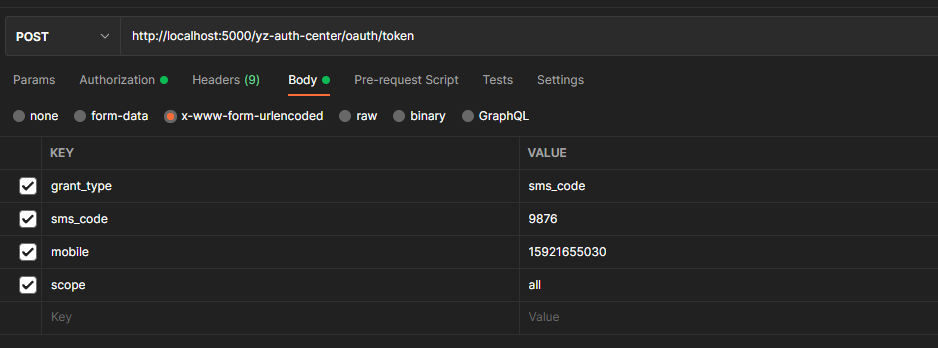 POST http://localhost:5000/yz-auth-center/oauth/token
Params Authorization Headers (9) Body Pre-request Script Tests Settings
none form-data x-www-form-urlencoded raw binary GraphQL
KEY VALUE
grant_type sms_code
sms_code 9876
mobile 15921655030
scope all
Key Value